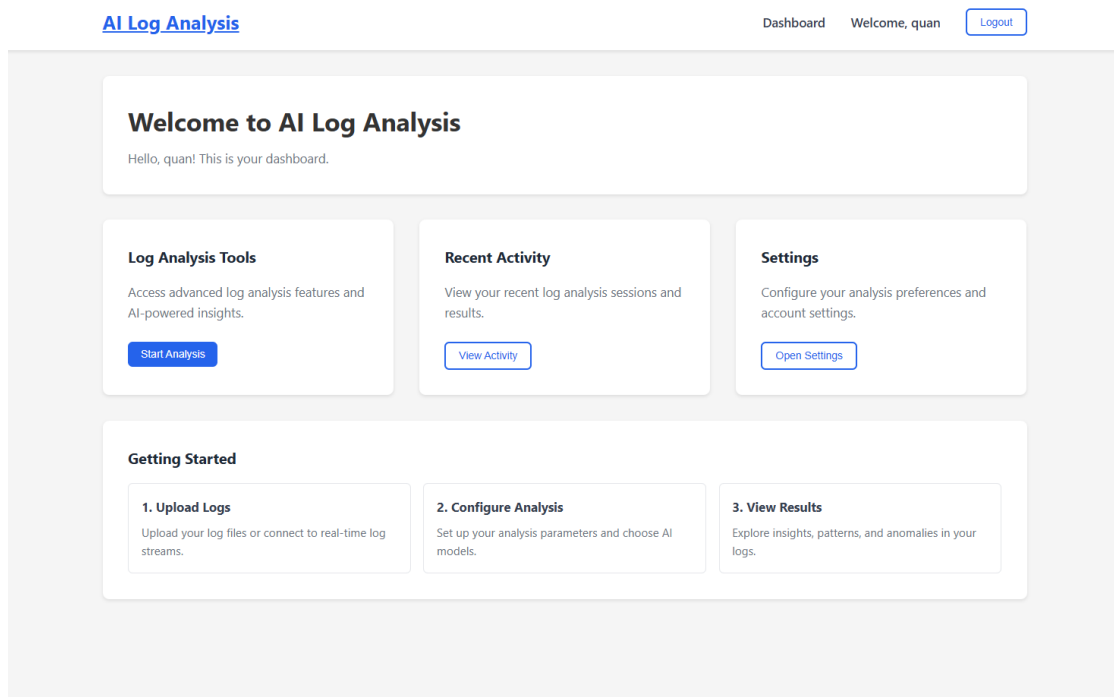 AI Log Analysis
Dashboard
Welcome, quan
Logout
Welcome to AI Log Analysis
Hello, quan! This is your dashboard.
Log Analysis Tools
Access advanced log analysis features and
AI-powered insights.
Start Analysis
Recent Activity
View your recent log analysis sessions and
results.
View Activity
Settings
Configure your analysis preferences and
account settings.
Open Settings
Getting Started
1. Upload Logs
Upload your log files or connect to real-time log
streams.
2. Configure Analysis
Set up your analysis parameters and choose AI
models.
3. View Results
Explore insights, patterns, and anomalies in your
logs.